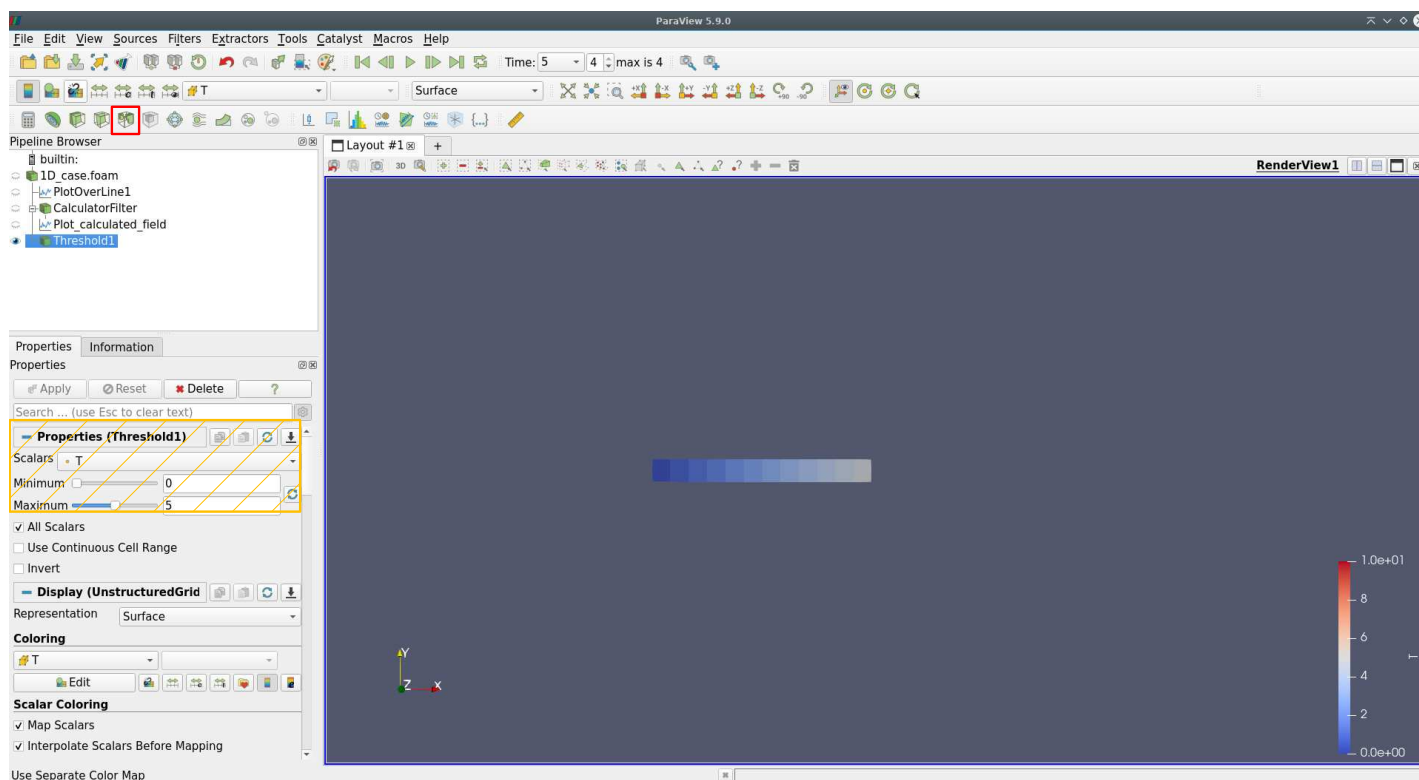 ParaView 5.9.0
File Edit View Sources Filters Extractors Tools Catalyst Macros Help
Time: 5 4 max is 4
T Surface
Pipeline Browser
Layout #1 +
builtin:
3D
RenderView1
1D_case.foam
PlotOverLine1
CalculatorFilter
Plot_calculated_field
Threshold1
Properties Information
Properties
Apply Reset Delete ?
Search ... (use Esc to clear text)
Properties (Threshold1)
Scalars T
Minimum 0
Maximum 5
All Scalars
Use Continuous Cell Range
Invert
Display (UnstructuredGrid
Representation Surface
Coloring
T
Edit
Scalar Coloring
Map Scalars
Interpolate Scalars Before Mapping
Use Separate Color Map
Y
Z X
1.0e+01
8
6
T
4
2
0.0e+00